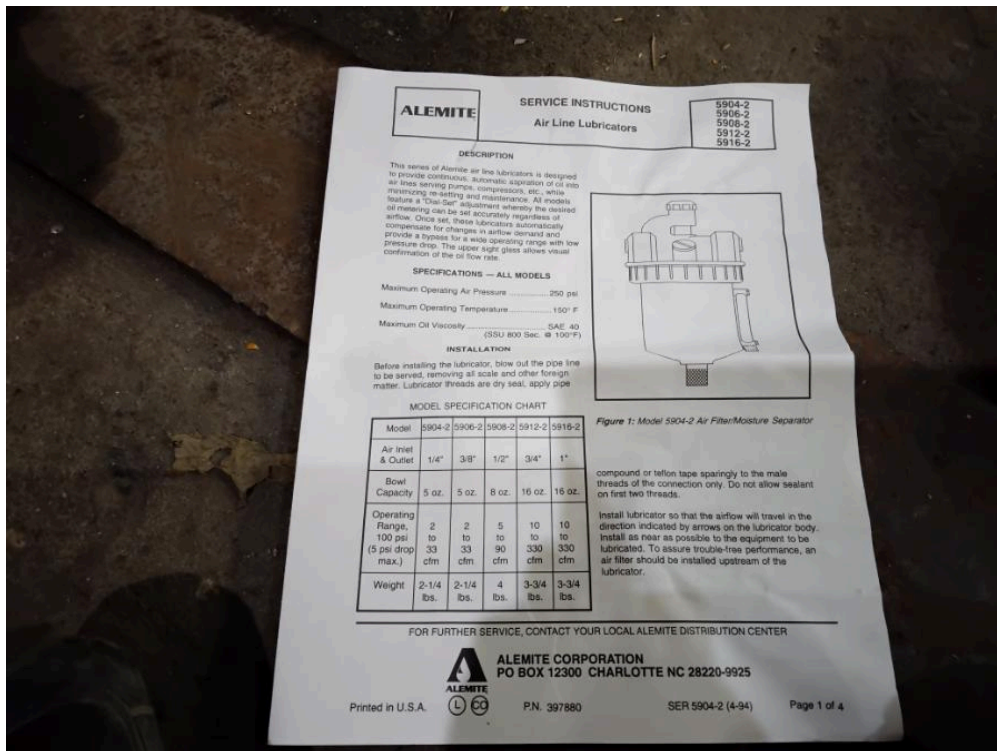 ALEMITE
SERVICE INSTRUCTIONS
Air Line Lubricators
5904-2
5906-2
5908-2
5912-2
5916-2
DESCRIPTION
This series of Alemite air line lubricators is designed
to provide continuous, automatic aspiration of oil into
air lines serving pumps, compressors, etc., while
minimizing re-setting and maintenance. All models
feature a "Dial-Set" adjustment whereby the desired
oil metering can be set accurately regardless of
airflow. Once set, these lubricators automatically
compensate for changes in airflow demand and
provide a bypass for a wide operating range with low
pressure drop. The upper sight glass allows visual
confirmation of the oil flow rate.
SPECIFICATIONS — ALL MODELS
Maximum Operating Air Pressure ................ 250 psi
Maximum Operating Temperature ................ 150° F
Maximum Oil Viscosity ............................ SAE 40
(SSU 800 Sec. @ 100°F)
INSTALLATION
Before installing the lubricator, blow out the pipe line
to be served, removing all scale and other foreign
matter. Lubricator threads are dry seal, apply pipe
MODEL SPECIFICATION CHART
Model 5904-2 5906-2 5908-2 5912-2 5916-2
Air Inlet
& Outlet 1/4" 3/8" 1/2" 3/4" 1"
Bowl
Capacity 5 oz. 5 oz. 8 oz. 16 oz. 16 oz.
Operating
Range, 2 2 5 10 10
100 psi to to to to to
(5 psi drop 33 33 90 330 330
max.) cfm cfm cfm cfm cfm
Weight 2-1/4 2-1/4 4 3-3/4 3-3/4
lbs. lbs. lbs. lbs. lbs.
Figure 1: Model 5904-2 Air Filter/Moisture Separator
compound or teflon tape sparingly to the male
threads of the connection only. Do not allow sealant
on first two threads.
Install lubricator so that the airflow will travel in the
direction indicated by arrows on the lubricator body.
Install as near as possible to the equipment to be
lubricated. To assure trouble-free performance, an
air filter should be installed upstream of the
lubricator.
FOR FURTHER SERVICE, CONTACT YOUR LOCAL ALEMITE DISTRIBUTION CENTER
ALEMITE
ALEMITE CORPORATION
PO BOX 12300 CHARLOTTE NC 28220-9925
Printed in U.S.A. L CO P.N. 397880 SER 5904-2 (4-94) Page 1 of 4